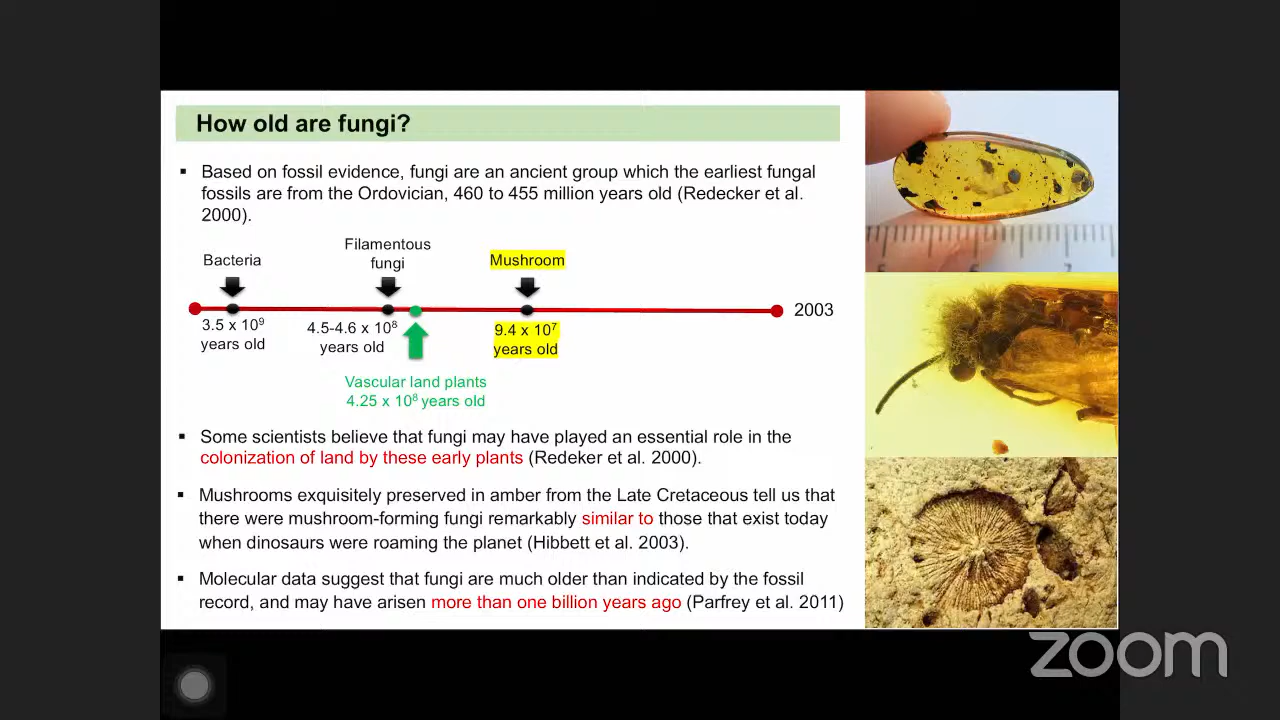 How old are fungi?
▪ Based on fossil evidence, fungi are an ancient group which the earliest fungal
fossils are from the Ordovician, 460 to 455 million years old (Redecker et al.
2000).
Filamentous
fungi
Bacteria
Mushroom
2003
3.5 x 10⁹
years old
4.5-4.6 x 10⁸
years old
9.4 x 10⁷
years old
Vascular land plants
4.25 x 10⁸ years old
▪ Some scientists believe that fungi may have played an essential role in the
colonization of land by these early plants (Redeker et al. 2000).
▪ Mushrooms exquisitely preserved in amber from the Late Cretaceous tell us that
there were mushroom-forming fungi remarkably similar to those that exist today
when dinosaurs were roaming the planet (Hibbett et al. 2003).
▪ Molecular data suggest that fungi are much older than indicated by the fossil
record, and may have arisen more than one billion years ago (Parfrey et al. 2011)
zoom